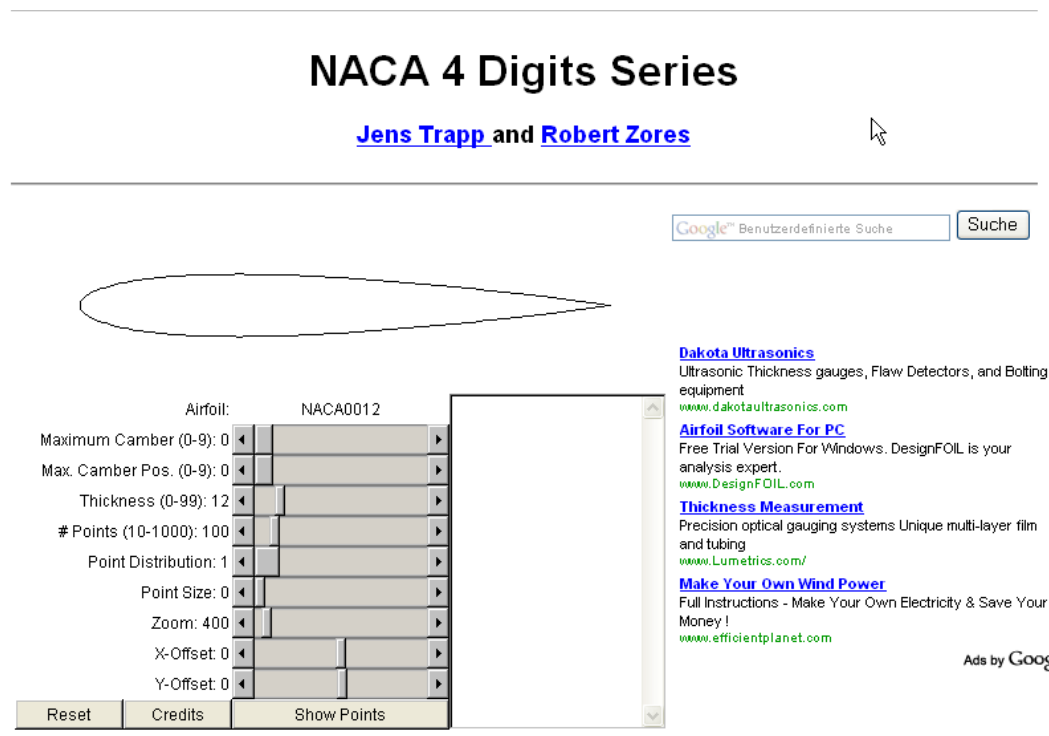 NACA 4 Digits Series
Jens Trapp and Robert Zores
Google™ Benutzerdefinierte Suche
Suche
Airfoil: NACA0012
Maximum Camber (0-9): 0
Max. Camber Pos. (0-9): 0
Thickness (0-99): 12
# Points (10-1000): 100
Point Distribution: 1
Point Size: 0
Zoom: 400
X-Offset: 0
Y-Offset: 0
Reset Credits Show Points
Dakota Ultrasonics
Ultrasonic Thickness gauges, Flaw Detectors, and Bolting
equipment
www.dakotaultrasonics.com
Airfoil Software For PC
Free Trial Version For Windows. DesignFOIL is your
analysis expert.
www.DesignFOIL.com
Thickness Measurement
Precision optical gauging systems Unique multi-layer film
and tubing
www.Lumetrics.com/
Make Your Own Wind Power
Full Instructions - Make Your Own Electricity & Save Your
Money !
www.efficientplanet.com
Ads by Goog